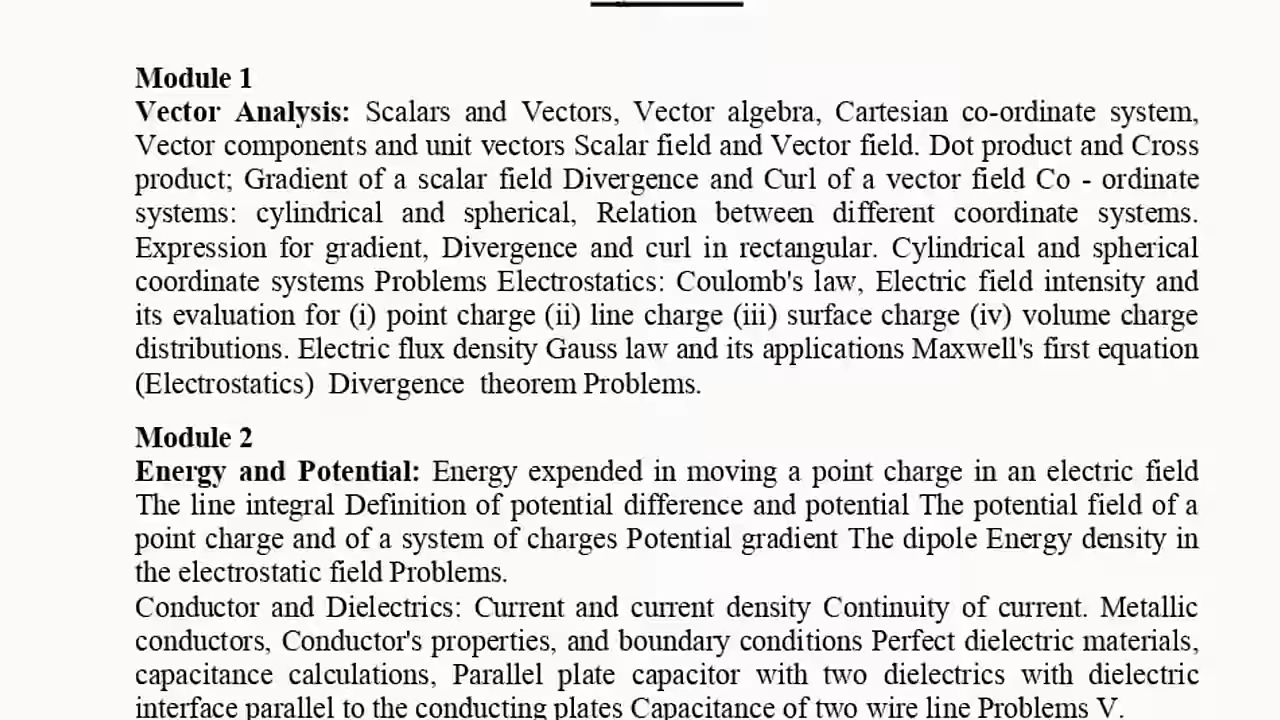 Module 1
Vector Analysis: Scalars and Vectors, Vector algebra, Cartesian co-ordinate system,
Vector components and unit vectors Scalar field and Vector field. Dot product and Cross
product; Gradient of a scalar field Divergence and Curl of a vector field Co - ordinate
systems: cylindrical and spherical, Relation between different coordinate systems.
Expression for gradient, Divergence and curl in rectangular. Cylindrical and spherical
coordinate systems Problems Electrostatics: Coulomb's law, Electric field intensity and
its evaluation for (i) point charge (ii) line charge (iii) surface charge (iv) volume charge
distributions. Electric flux density Gauss law and its applications Maxwell's first equation
(Electrostatics) Divergence theorem Problems.
Module 2
Energy and Potential: Energy expended in moving a point charge in an electric field
The line integral Definition of potential difference and potential The potential field of a
point charge and of a system of charges Potential gradient The dipole Energy density in
the electrostatic field Problems.
Conductor and Dielectrics: Current and current density Continuity of current. Metallic
conductors, Conductor's properties, and boundary conditions Perfect dielectric materials,
capacitance calculations, Parallel plate capacitor with two dielectrics with dielectric
interface parallel to the conducting plates Capacitance of two wire line Problems V.